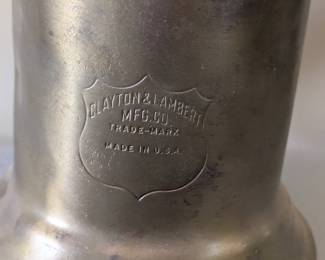 CLAYTON & LAMBERT
MFG. CO.
TRADE-MARK
MADE IN U.S.A.